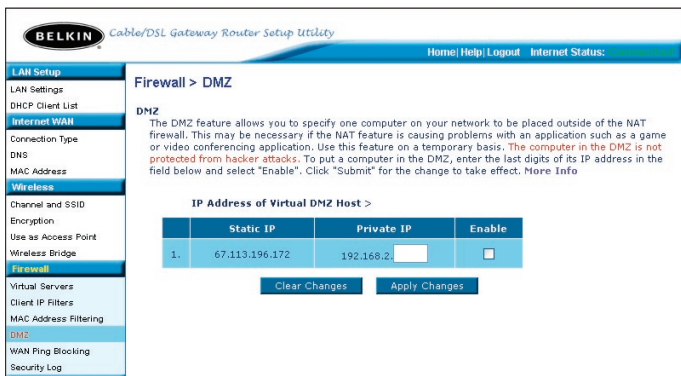 BELKIN
Cable/DSL Gateway Router Setup Utility
Home| Help| Logout Internet Status:
LAN Setup
LAN Settings
DHCP Client List
Internet WAN
Connection Type
DNS
MAC Address
Wireless
Channel and SSID
Encryption
Use as Access Point
Wireless Bridge
Firewall
Virtual Servers
Client IP Filters
MAC Address Filtering
DMZ
WAN Ping Blocking
Security Log
Firewall > DMZ
DMZ
The DMZ feature allows you to specify one computer on your network to be placed outside of the NAT
firewall. This may be necessary if the NAT feature is causing problems with an application such as a game
or video conferencing application. Use this feature on a temporary basis. The computer in the DMZ is not
protected from hacker attacks. To put a computer in the DMZ, enter the last digits of its IP address in the
field below and select "Enable". Click "Submit" for the change to take effect. More Info
IP Address of Virtual DMZ Host >
Static IP Private IP Enable
1. 67.113.196.172 192.168.2.
Clear Changes Apply Changes